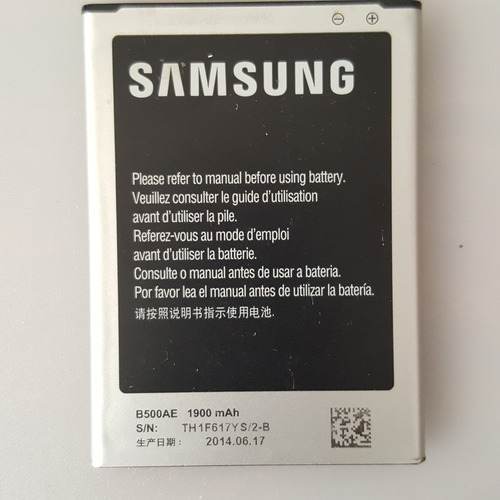 SAMSUNG
Please refer to manual before using battery.
Veuillez consulter le guide d'utilisation
avant d'utiliser la pile.
Referez-vous au mode d'emploi
avant d'utiliser la batterie.
Consulte o manual antes de usar a bateria.
Por favor lea el manual antes de utilizar la batería.
请按照说明书指示使用电池.
B500AE 1900 mAh
S/N: TH1F617YS/2-B
生产日期: 2014.06.17